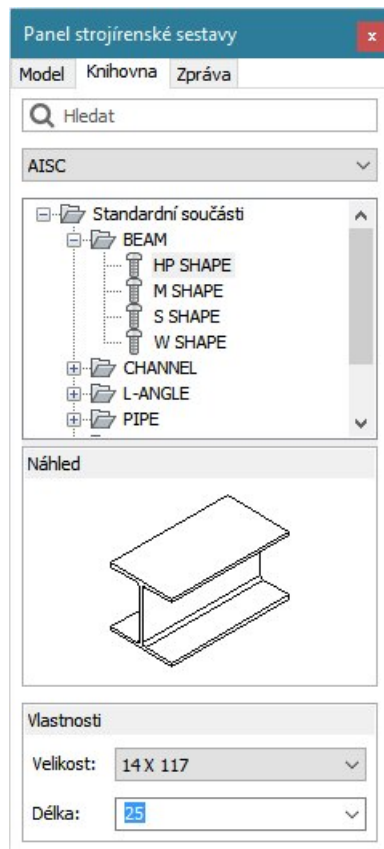 Panel strojírenské sestavy
x
Model Knihovna Zpráva
Hledat
AISC
Standardní součásti
BEAM
HP SHAPE
M SHAPE
S SHAPE
W SHAPE
CHANNEL
L-ANGLE
PIPE
Náhled
Vlastnosti
Velikost: 14 X 117
Délka: 25